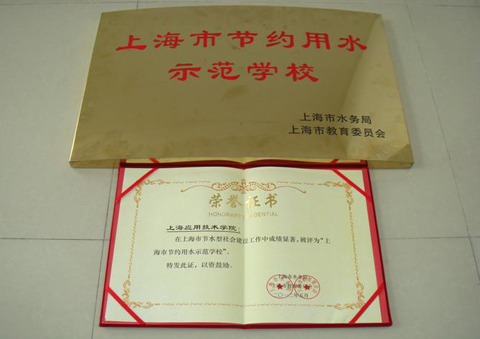 上海市节约用水
示范学校
上海市水务局
上海市教育委员会
荣誉证书
HONORARY CREDENTIAL
上海应用技术学院：
在上海市节水型社会建设工作中成绩显著，被评为“上
海市节约用水示范学校”。
特发此证，以资鼓励。